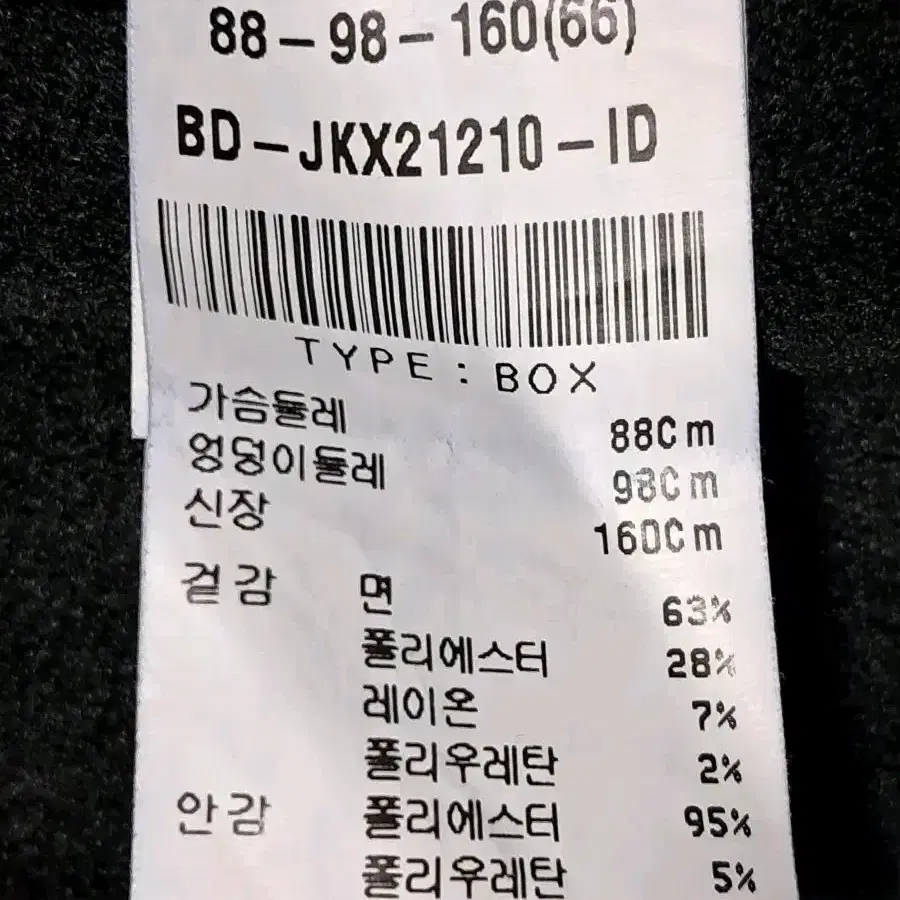 88-98-160(66)
BD-JKX21210-ID
TYPE : BOX
가슴둘레 88Cm
엉덩이둘레 98Cm
신장 160Cm
겉감 면 63%
폴리에스터 28%
레이온 7%
폴리우레탄 2%
안감 폴리에스터 95%
폴리우레탄 5%